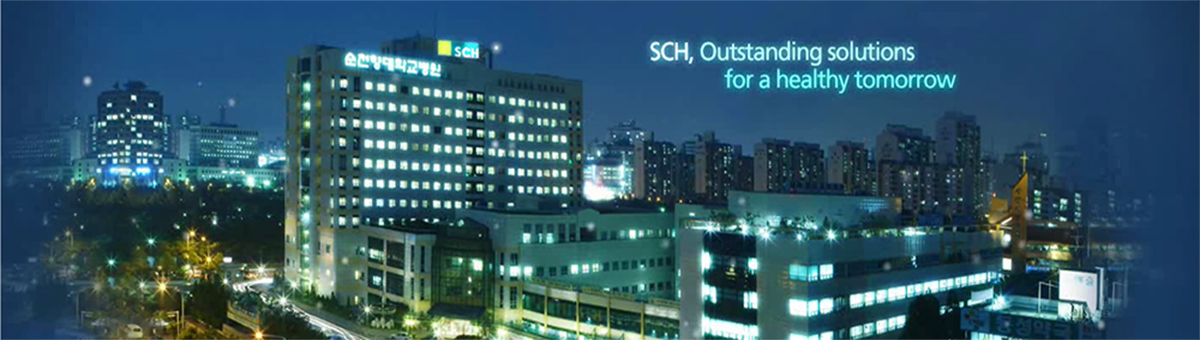 순천향대학교병원
SCH
SCH, Outstanding solutions
for a healthy tomorrow